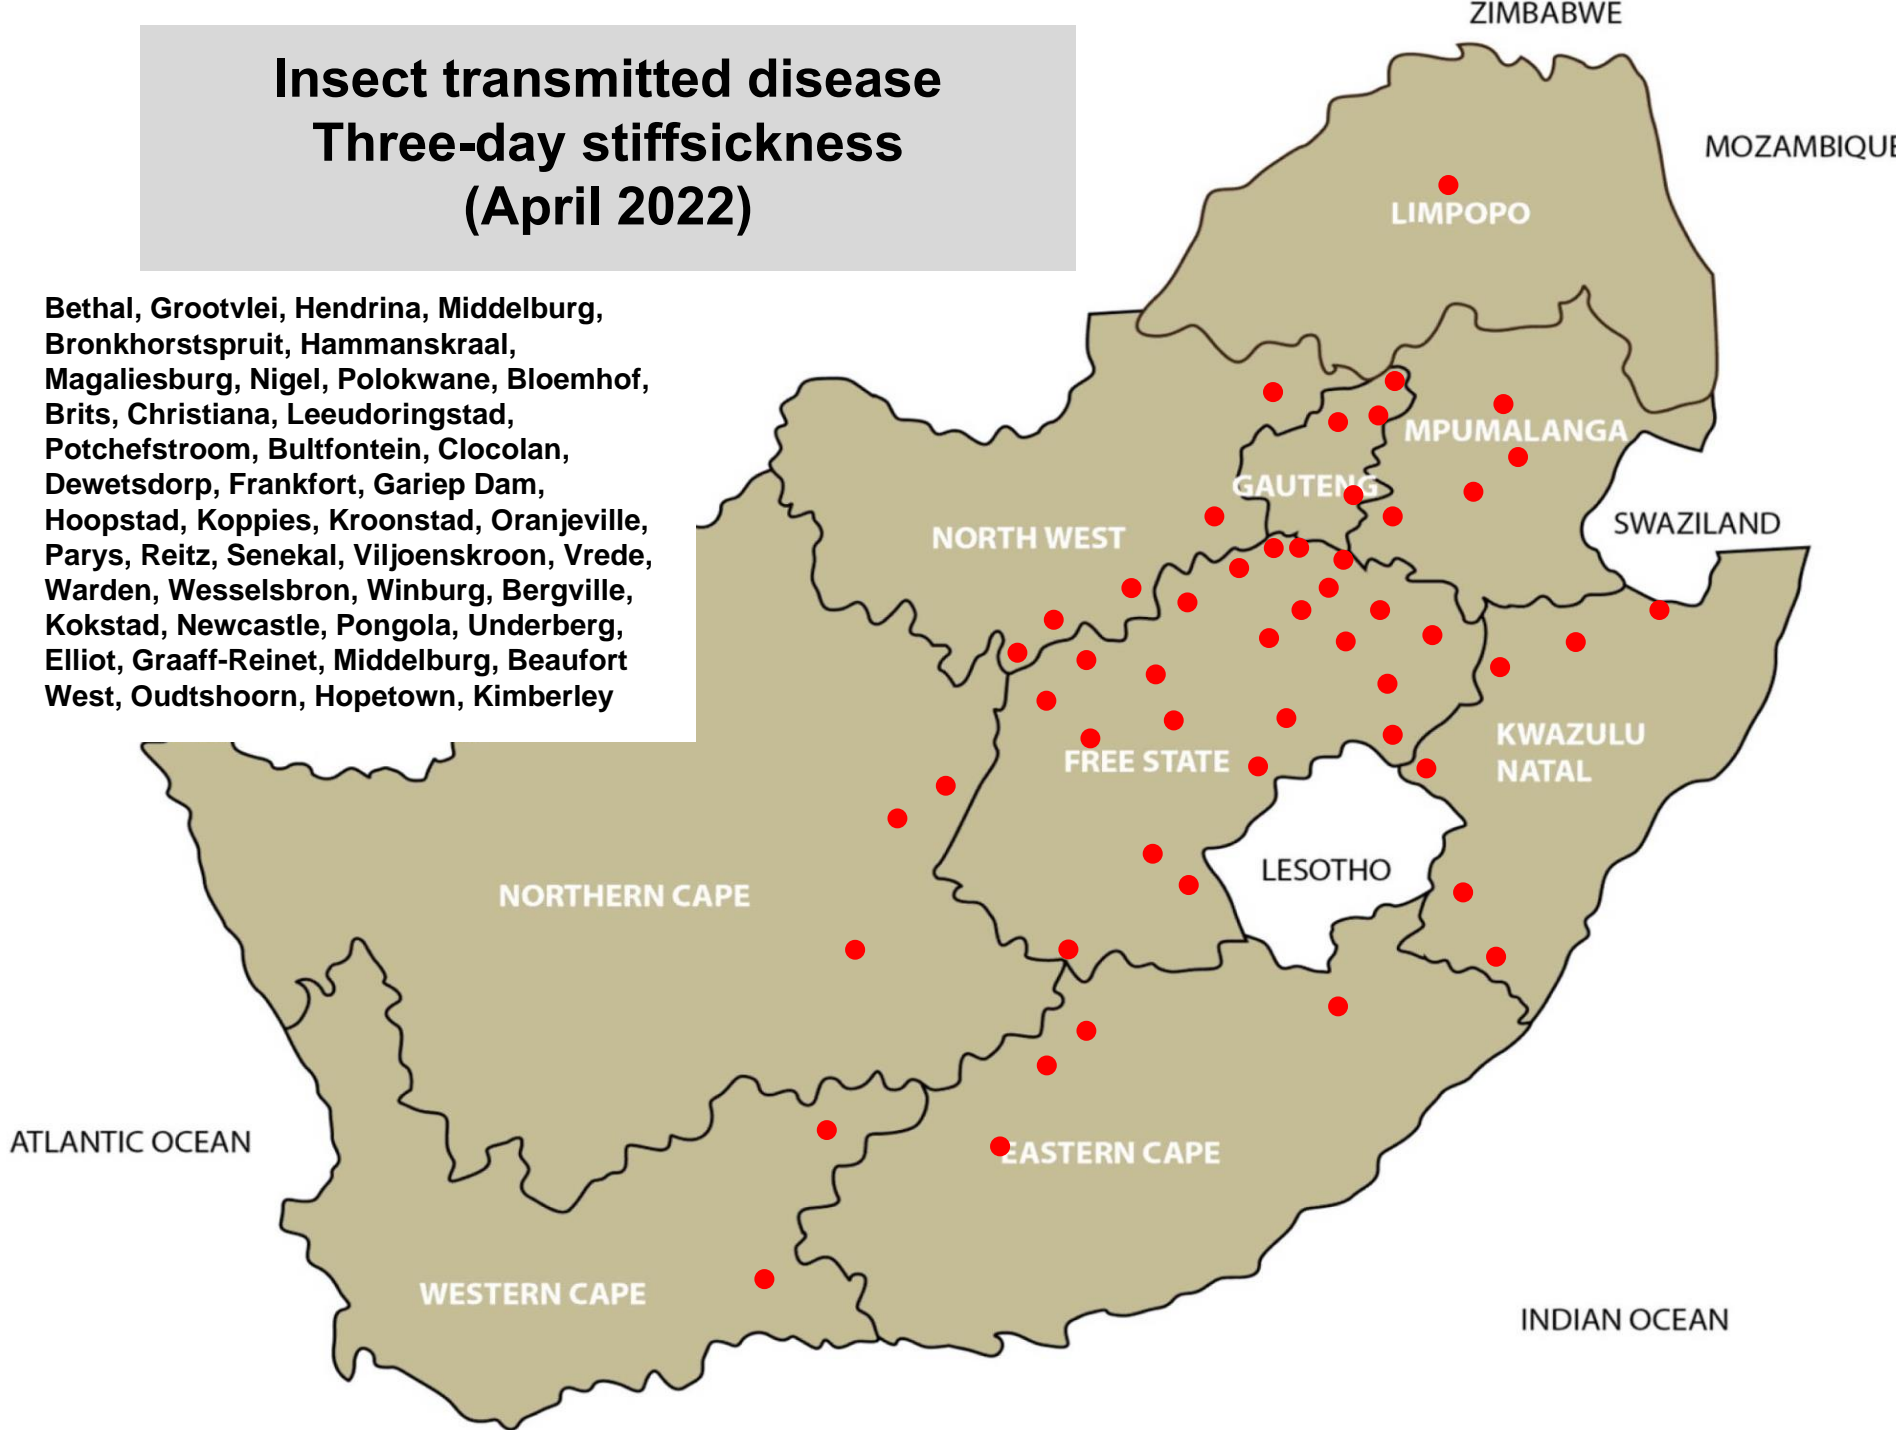 ZIMBABWE
Insect transmitted disease
Three-day stiffsickness
(April 2022)
MOZAMBIQUE
LIMPOPO
Bethal, Grootvlei, Hendrina, Middelburg,
Bronkhorstspruit, Hammanskraal,
Magaliesburg, Nigel, Polokwane, Bloemhof,
Brits, Christiana, Leeudoringstad,
Potchefstroom, Bultfontein, Clocolan,
Dewetsdorp, Frankfort, Gariep Dam,
Hoopstad, Koppies, Kroonstad, Oranjeville,
Parys, Reitz, Senekal, Viljoenskroon, Vrede,
Warden, Wesselsbron, Winburg, Bergville,
Kokstad, Newcastle, Pongola, Underberg,
Elliot, Graaff-Reinet, Middelburg, Beaufort
West, Oudtshoorn, Hopetown, Kimberley
MPUMALANGA
GAUTENG
NORTH WEST
SWAZILAND
FREE STATE
KWAZULU
NATAL
LESOTHO
NORTHERN CAPE
ATLANTIC OCEAN
EASTERN CAPE
WESTERN CAPE
INDIAN OCEAN